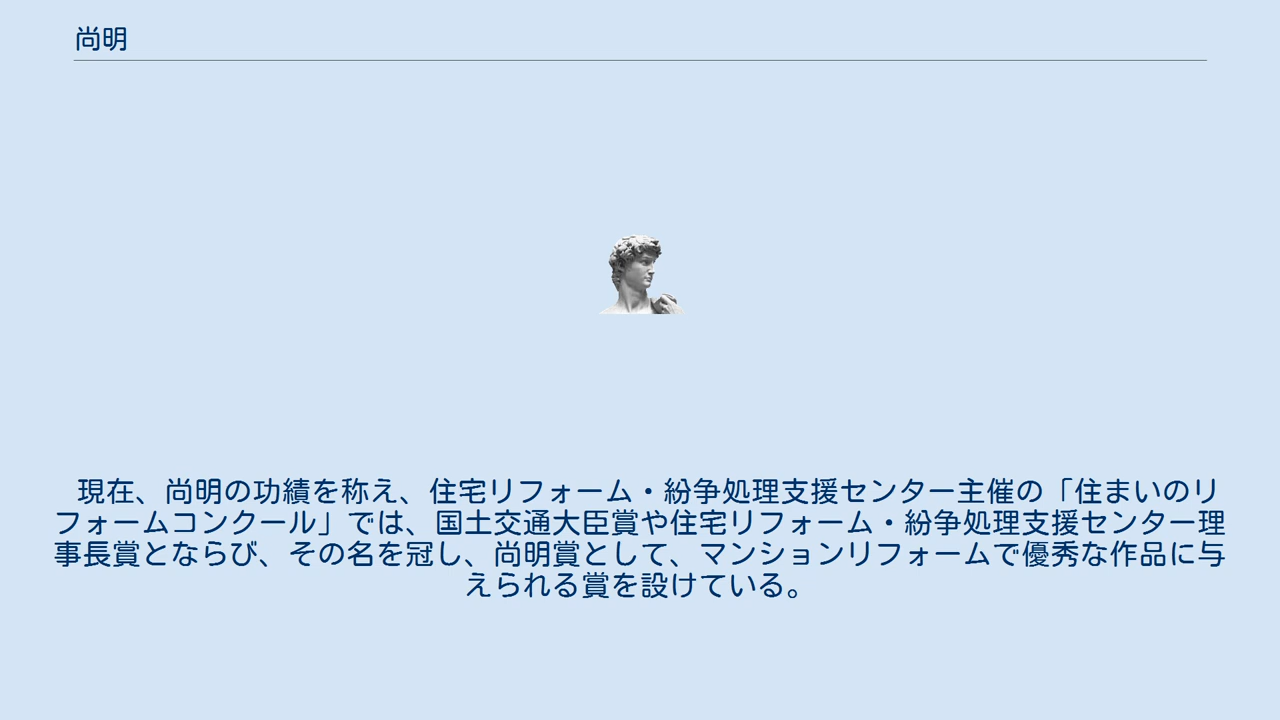 尚明
現在、尚明の功績を称え、住宅リフォーム・紛争処理支援センター主催の「住まいのリ
フォームコンクール」では、国土交通大臣賞や住宅リフォーム・紛争処理支援センター理
事長賞とならび、その名を冠し、尚明賞として、マンションリフォームで優秀な作品に与
えられる賞を設けている。